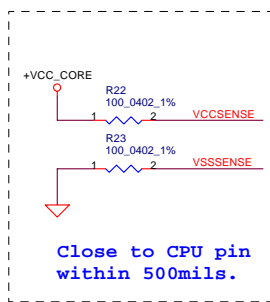 +VCC_CORE
R22
100_0402_1%
1 2 VCCSENSE
R23
100_0402_1%
1 2 VSSSENSE
Close to CPU pin
within 500mils.